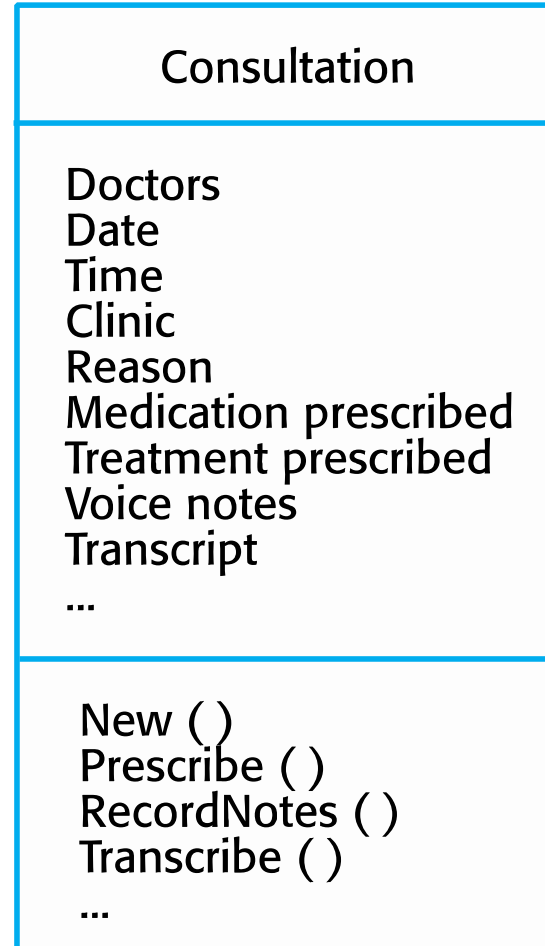 Consultation
Doctors
Date
Time
Clinic
Reason
Medication prescribed
Treatment prescribed
Voice notes
Transcript
...
New ( )
Prescribe ( )
RecordNotes ( )
Transcribe ( )
...